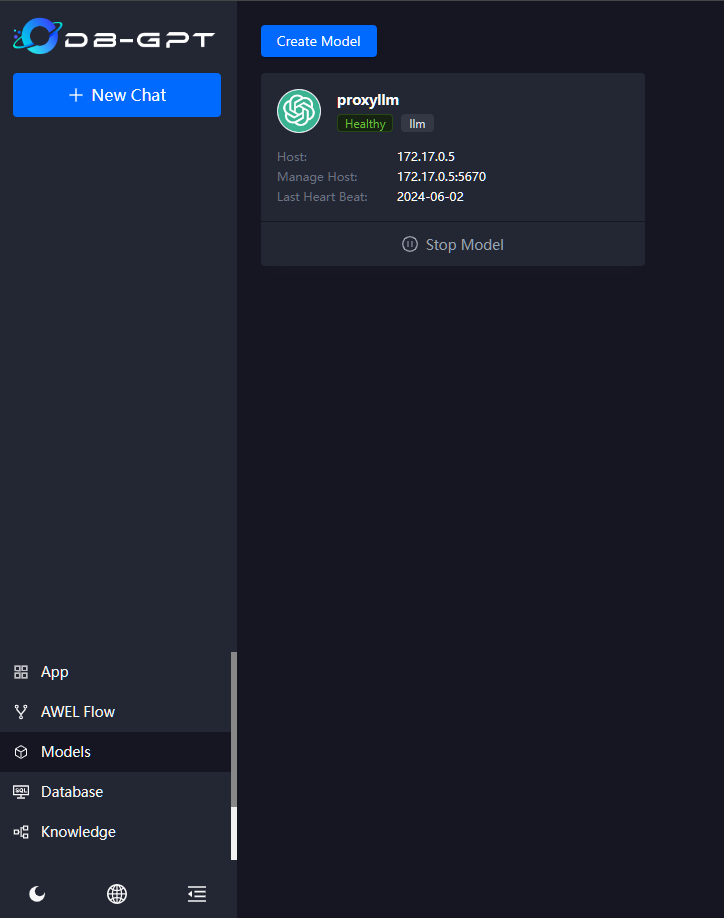 DB-GPT
New Chat
App
AWEL Flow
Models
SQL
Database
Knowledge
Create Model
proxyllm
Healthy llm
Host: 172.17.0.5
Manage Host: 172.17.0.5:5670
Last Heart Beat: 2024-06-02
Stop Model